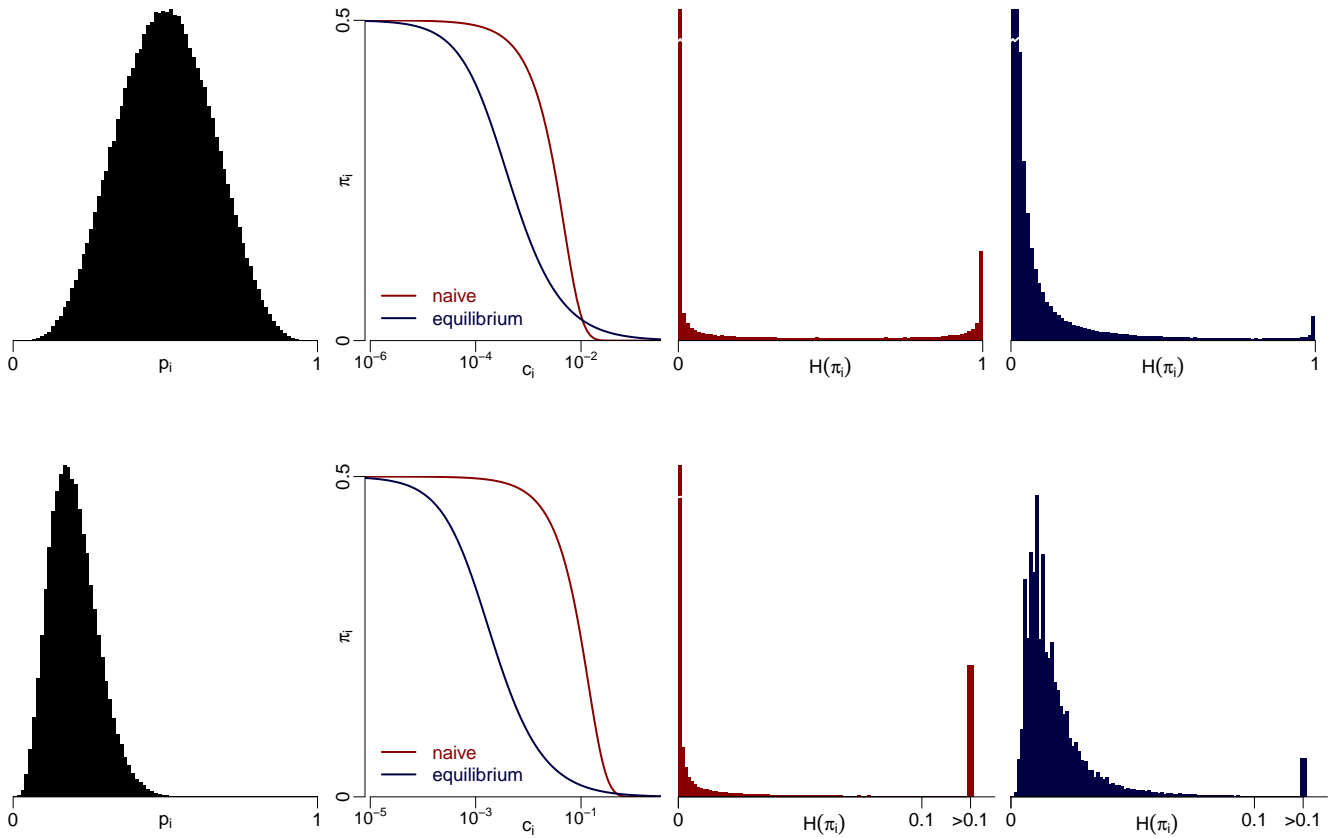 0.5
π_i
0
naive
equilibrium
0 1
p_i
10^−6 10^−4 10^−2
c_i
0 1
H(π_i)
0 1
H(π_i)
0.5
π_i
0
naive
equilibrium
0 1
p_i
10^−5 10^−3 10^−1
c_i
0 0.1 >0.1
H(π_i)
0 0.1 >0.1
H(π_i)